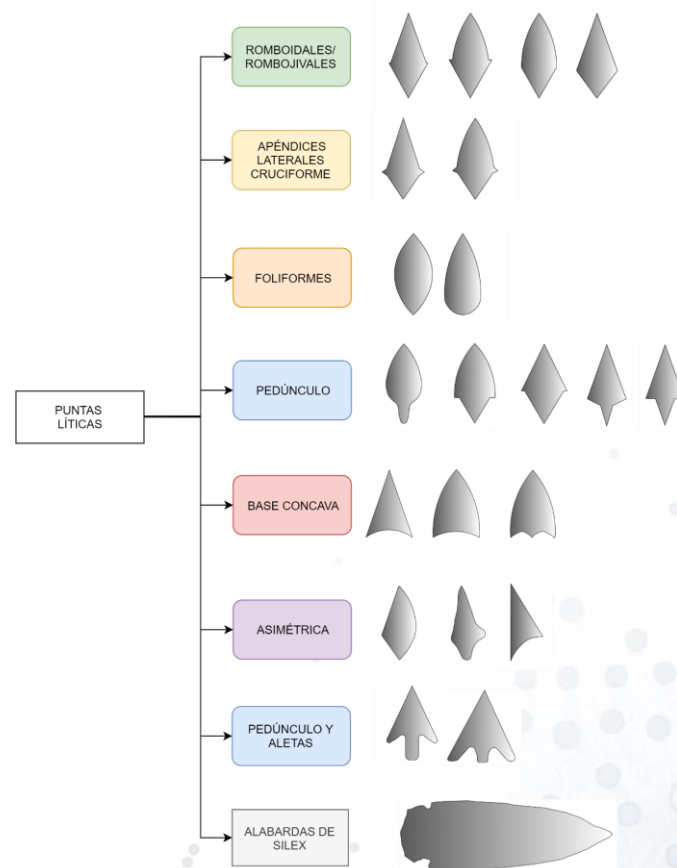 ROMBOIDALES/
ROMBOJIVALES
APÉNDICES
LATERALES
CRUCIFORME
FOLIFORMES
PEDÚNCULO
PUNTAS
LÍTICAS
BASE CONCAVA
ASIMÉTRICA
PEDÚNCULO Y
ALETAS
ALABARDAS DE
SILEX